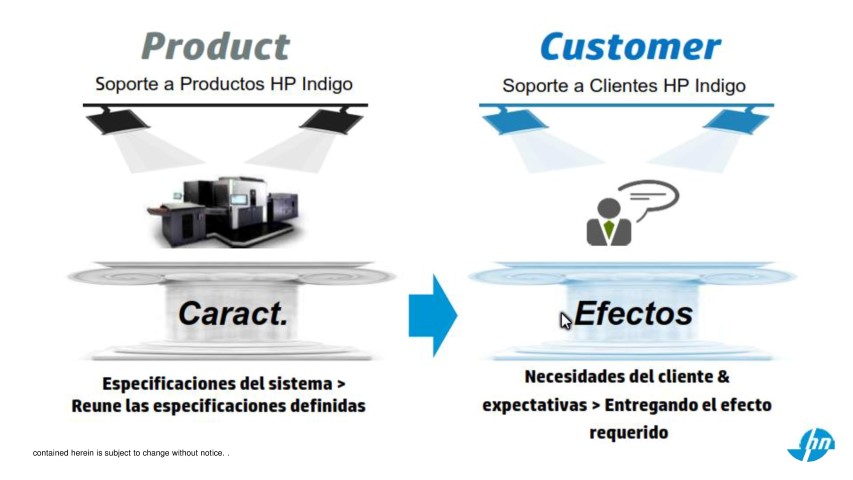 Product
Soporte a Productos HP Indigo
Caract.
Especificaciones del sistema >
Reune las especificaciones definidas
Customer
Soporte a Clientes HP Indigo
Efectos
Necesidades del cliente &
expectativas > Entregando el efecto
requerido
contained herein is subject to change without notice. .
hp